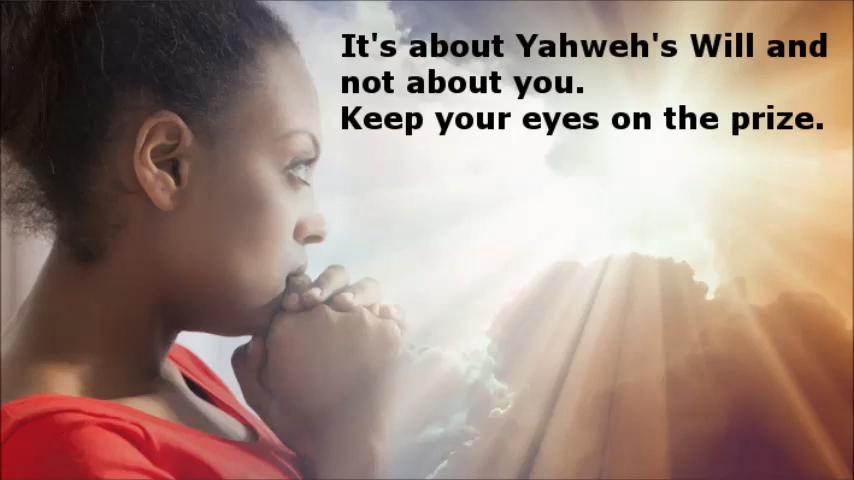 It's about Yahweh's Will and
not about you.
Keep your eyes on the prize.